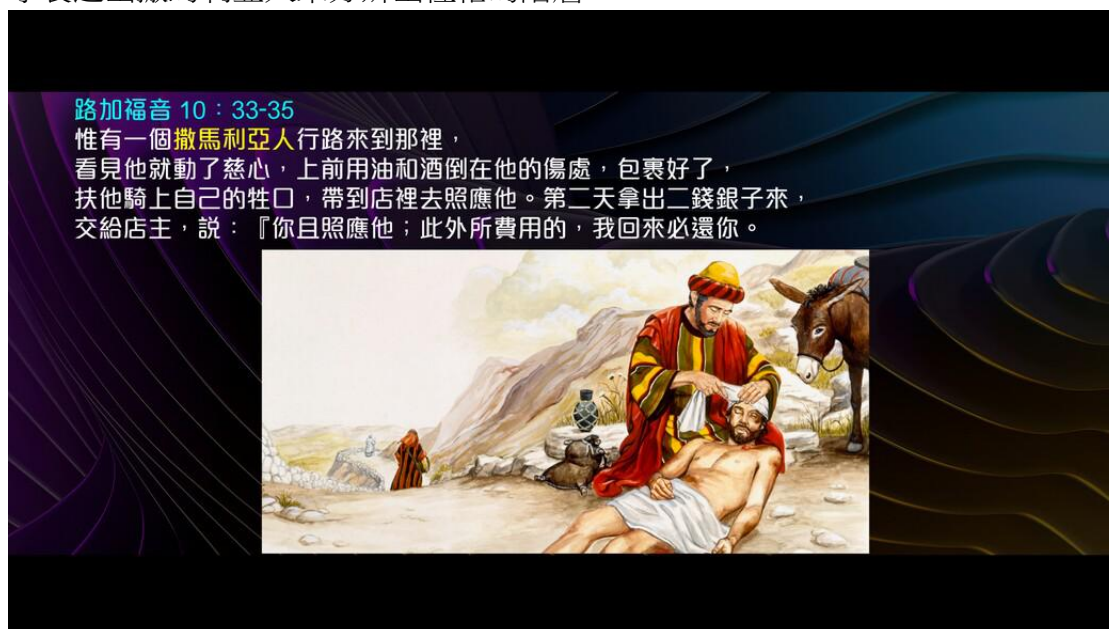 路加福音 10：33-35
惟有一個撒馬利亞人行路來到那裡，
看見他就動了慈心，上前用油和酒倒在他的傷處，包裹好了，
扶他騎上自己的牲口，帶到店裡去照應他。第二天拿出二錢銀子來，
交給店主，説：『你且照應他；此外所費用的，我回來必還你。